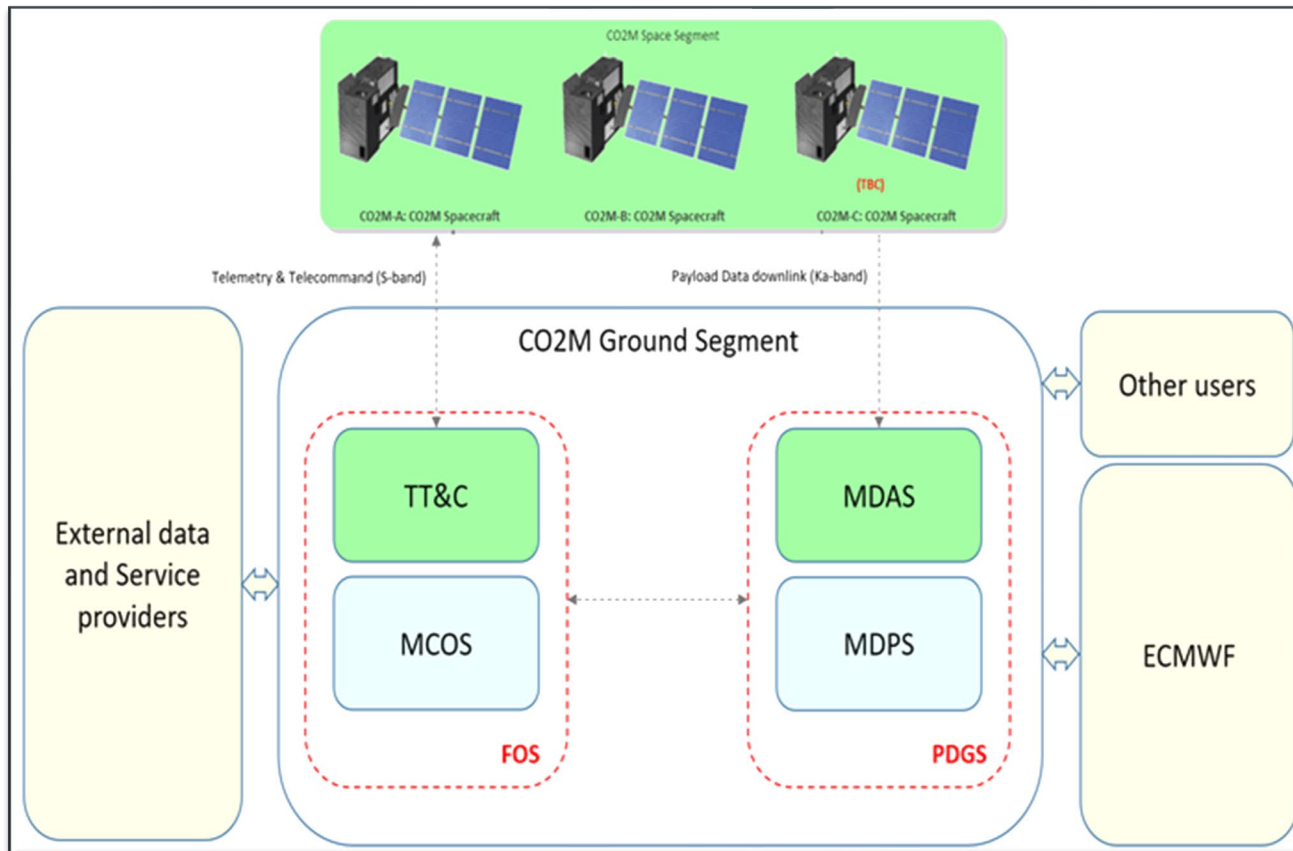 CO2M Space Segment
(TBC)
CO2M-A: CO2M Spacecraft
CO2M-B: CO2M Spacecraft
CO2M-C: CO2M Spacecraft
Telemetry & Telecommand (S-band)
Payload Data downlink (Ka-band)
CO2M Ground Segment
External data
and Service
providers
TT&C
MCOS
FOS
MDAS
MDPS
PDGS
Other users
ECMWF